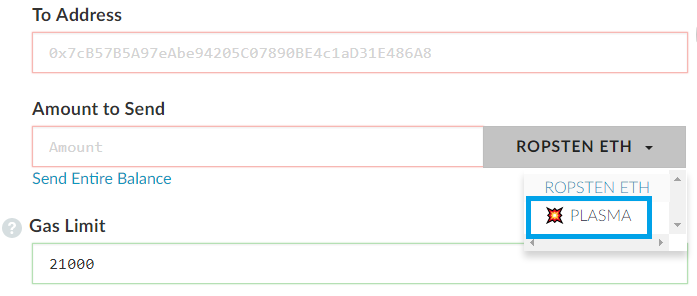 To Address
0x7cB57B5A97eAbe94205C07890BE4c1aD31E486A8
Amount to Send
Amount
ROPSTEN ETH
Send Entire Balance
ROPSTEN ETH
PLASMA
? Gas Limit
21000